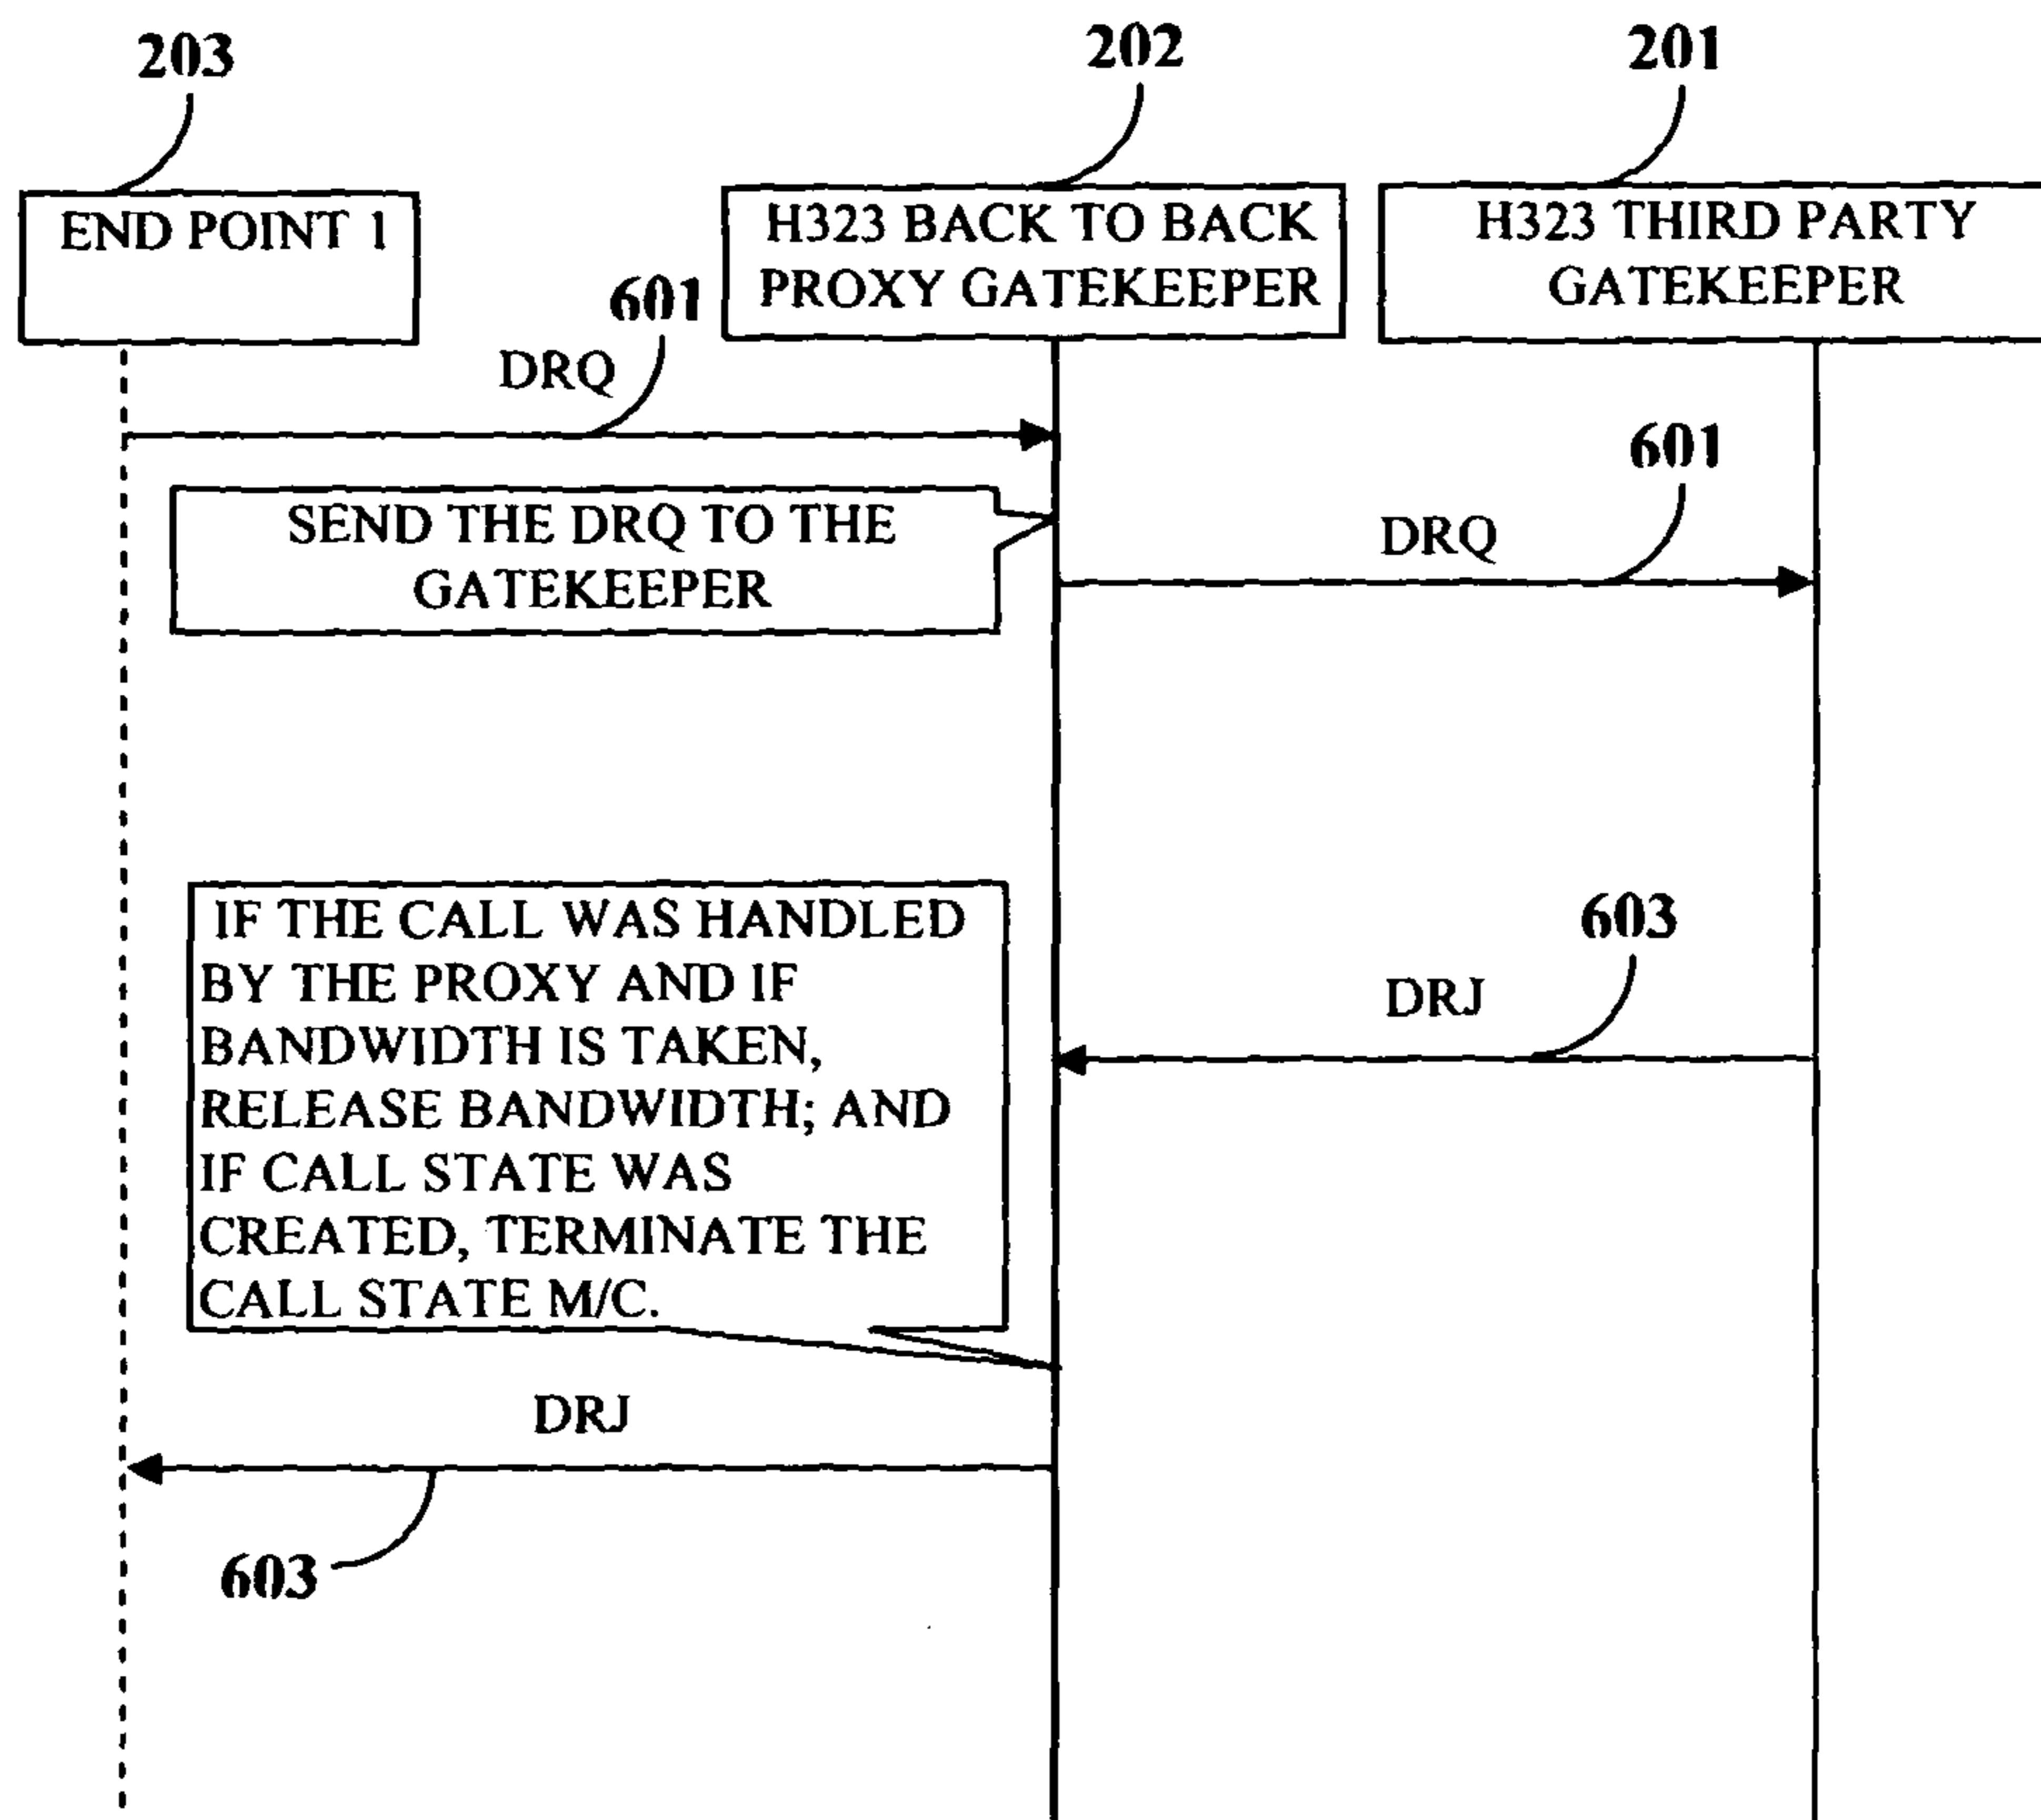 203
202
201
END POINT 1
H323 BACK TO BACK
PROXY GATEKEEPER
H323 THIRD PARTY
GATEKEEPER
601
DRQ
601
SEND THE DRQ TO THE
GATEKEEPER
DRQ
IF THE CALL WAS HANDLED
BY THE PROXY AND IF
BANDWIDTH IS TAKEN,
RELEASE BANDWIDTH; AND
IF CALL STATE WAS
CREATED, TERMINATE THE
CALL STATE M/C.
603
DRJ
DRJ
603